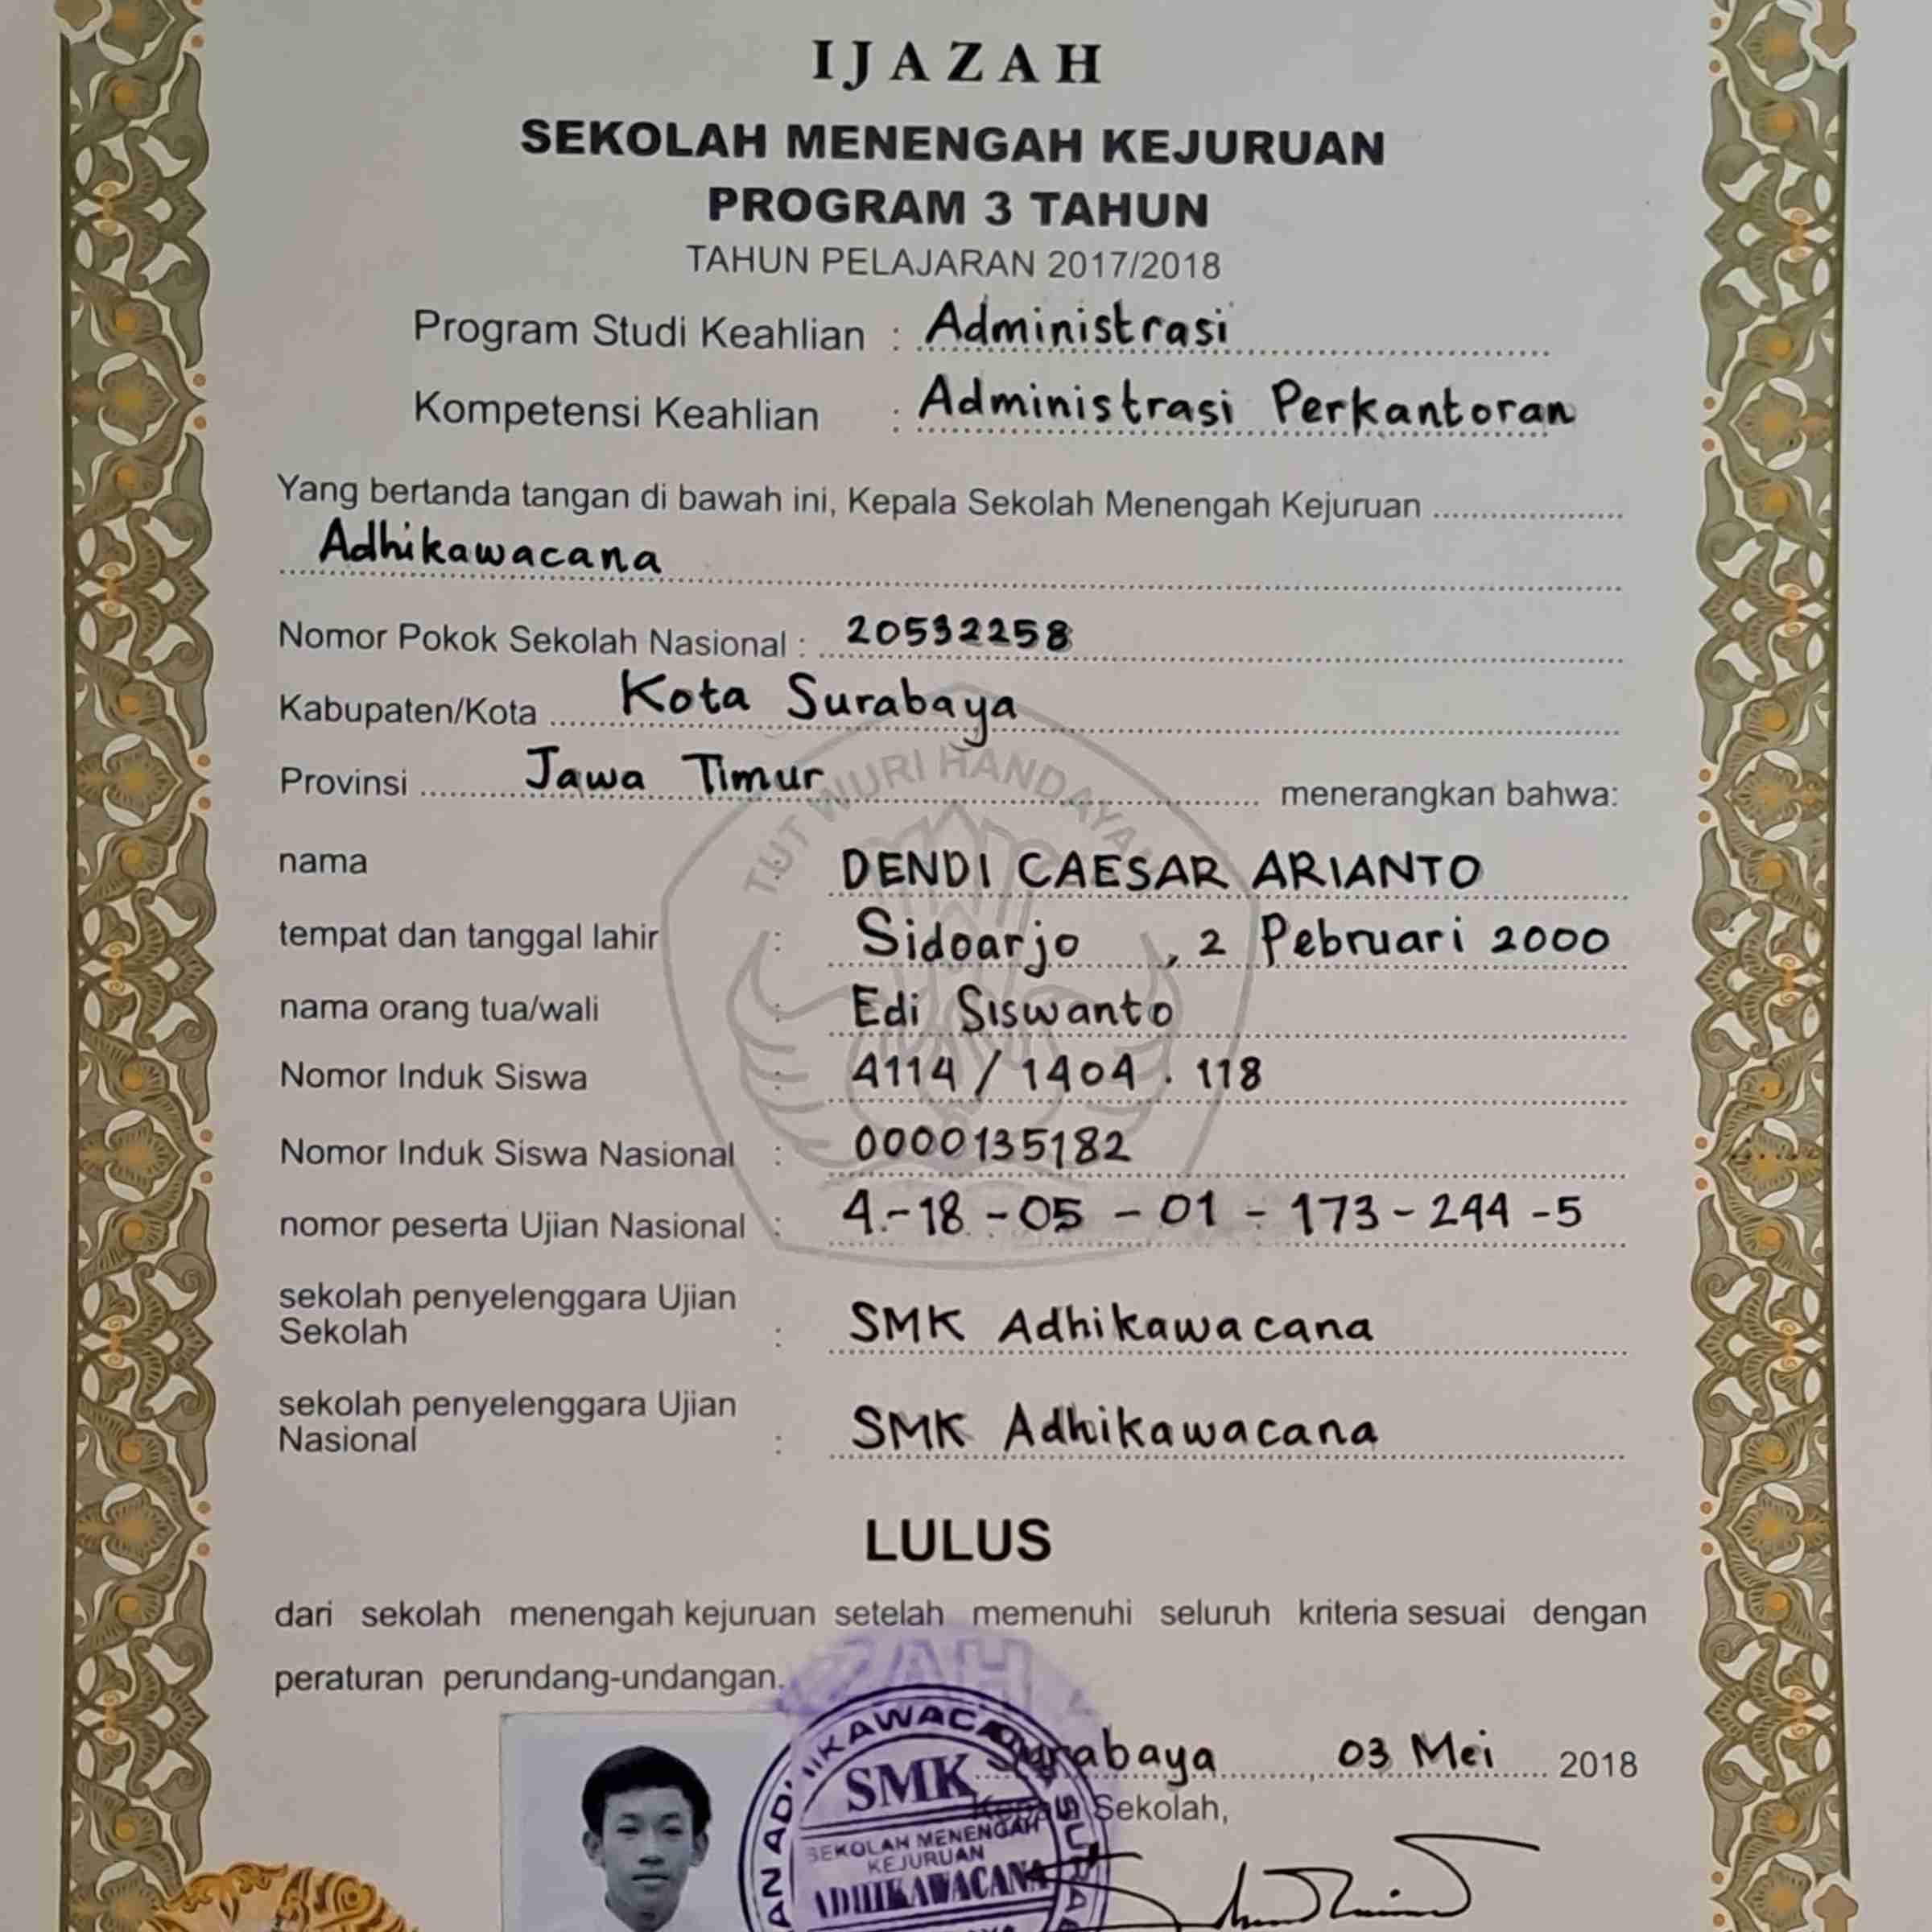 IJAZAH
SEKOLAH MENENGAH KEJURUAN
PROGRAM 3 TAHUN
TAHUN PELAJARAN 2017/2018
Program Studi Keahlian : Administrasi
Kompetensi Keahlian : Administrasi Perkantoran
Yang bertanda tangan di bawah ini, Kepala Sekolah Menengah Kejuruan
Adhikawacana
Nomor Pokok Sekolah Nasional : 20532258
Kabupaten/Kota Kota Surabaya
Provinsi Jawa Timur menerangkan bahwa:
TUT WURI HANDAYANI
nama : DENDI CAESAR ARIANTO
tempat dan tanggal lahir : Sidoarjo , 2 Pebruari 2000
nama orang tua/wali : Edi Siswanto
Nomor Induk Siswa : 4114 / 1404 . 118
Nomor Induk Siswa Nasional : 0000135182
nomor peserta Ujian Nasional : 4-18-05-01-173-244-5
sekolah penyelenggara Ujian
Sekolah : SMK Adhikawacana
sekolah penyelenggara Ujian
Nasional : SMK Adhikawacana
LULUS
dari sekolah menengah kejuruan setelah memenuhi seluruh kriteria sesuai dengan
peraturan perundang-undangan.
Surabaya, 03 Mei 2018
Kepala Sekolah,
SMK
SEKOLAH MENENGAH
KEJURUAN
ADHIKAWACANA